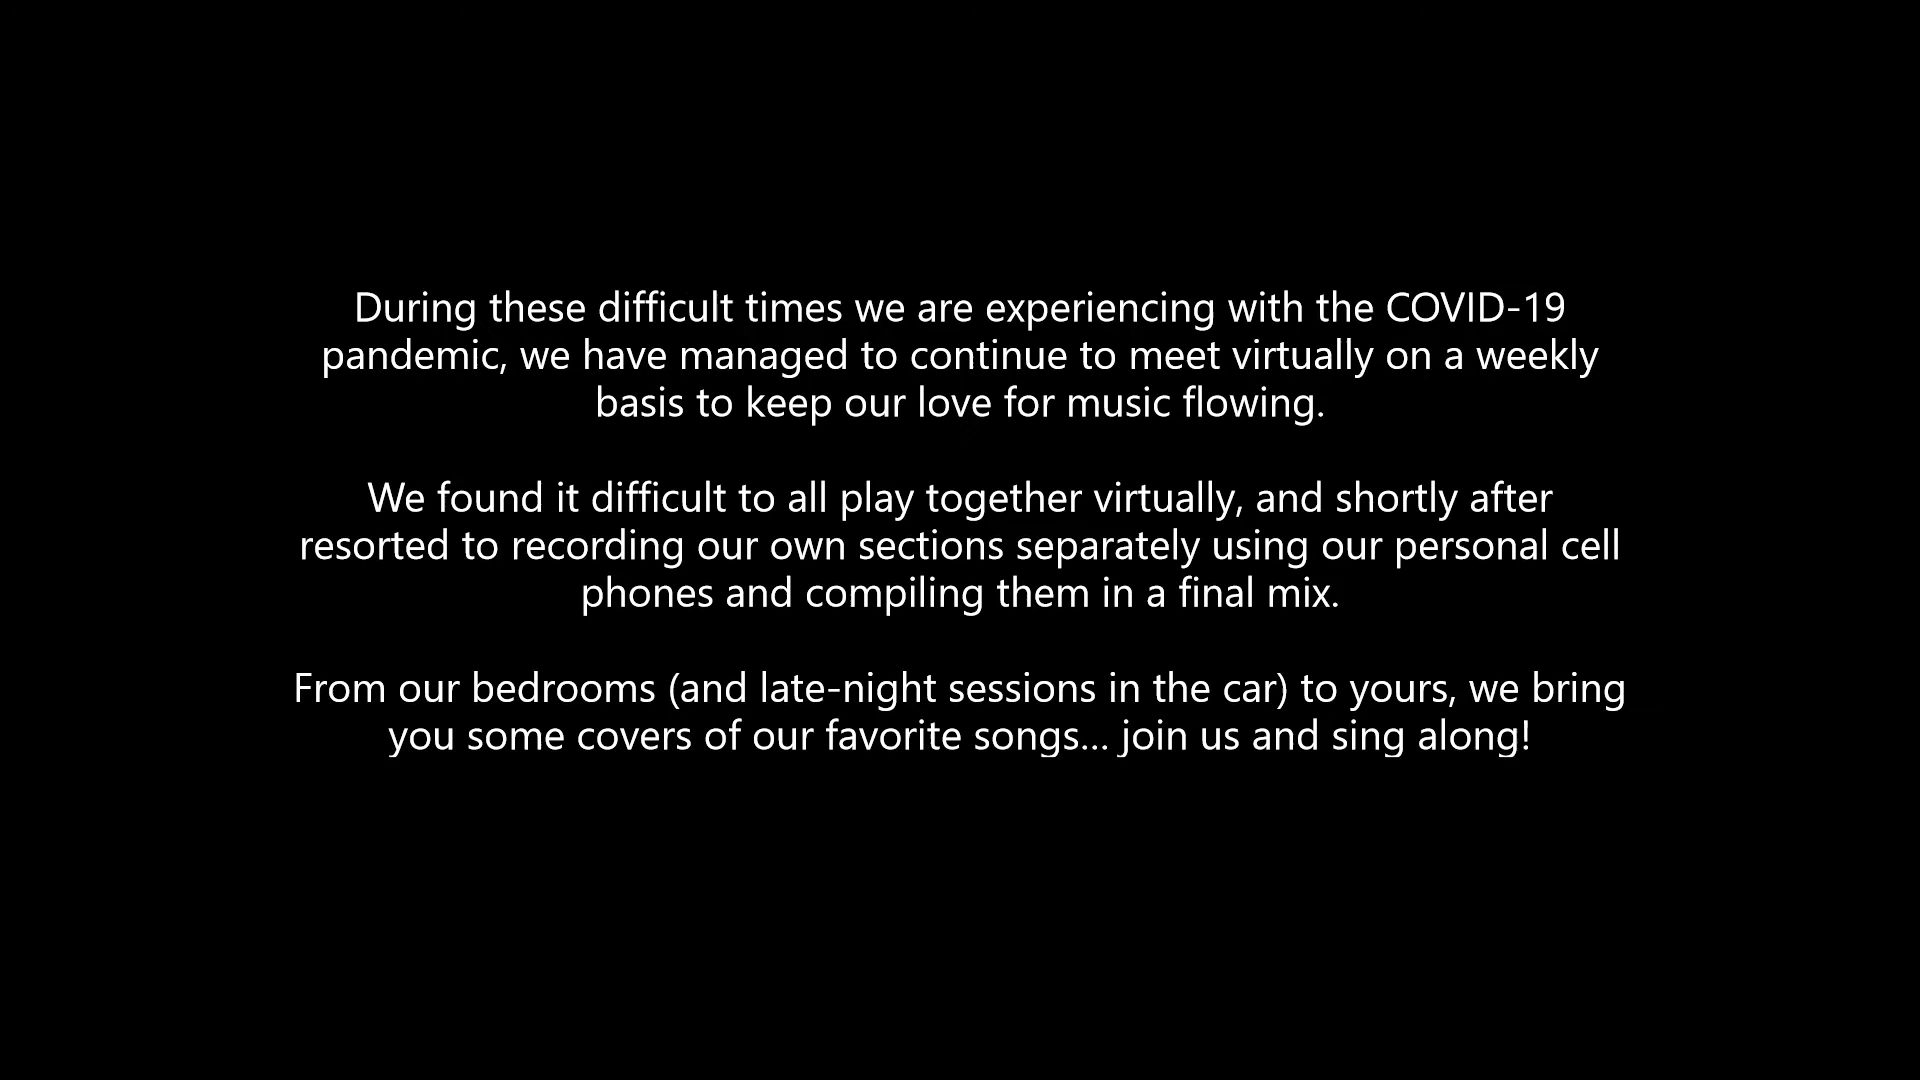 During these difficult times we are experiencing with the COVID-19
pandemic, we have managed to continue to meet virtually on a weekly
basis to keep our love for music flowing.
We found it difficult to all play together virtually, and shortly after
resorted to recording our own sections separately using our personal cell
phones and compiling them in a final mix.
From our bedrooms (and late-night sessions in the car) to yours, we bring
you some covers of our favorite songs... join us and sing along!